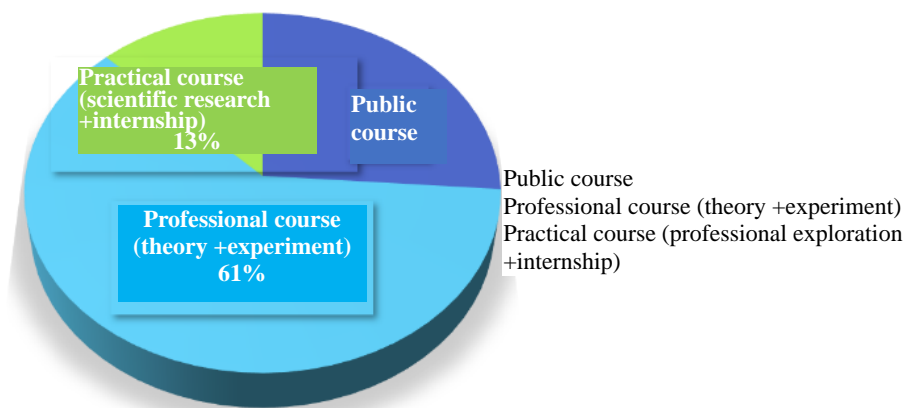 Practical course
(scientific research
+internship)
13%
Public
course
Professional course
(theory +experiment)
61%
Public course
Professional course (theory +experiment)
Practical course (professional exploration
+internship)